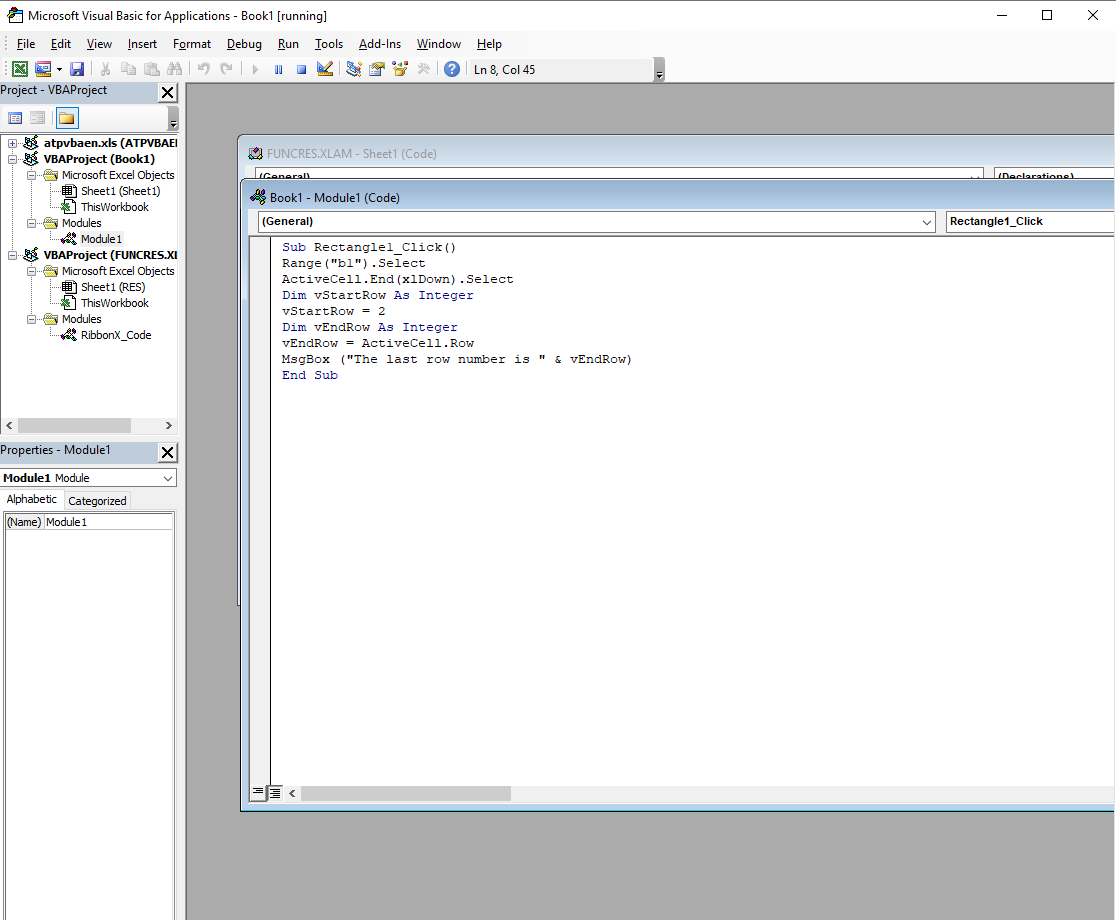 Microsoft Visual Basic for Applications - Book1 [running]
File Edit View Insert Format Debug Run Tools Add-Ins Window Help
Ln 8, Col 45
Project - VBAProject
atpvbaen.xls (ATPVBAE
VBAProject (Book1)
Microsoft Excel Objects
Sheet1 (Sheet1)
ThisWorkbook
Modules
Module1
VBAProject (FUNCRES.XL
Microsoft Excel Objects
Sheet1 (RES)
ThisWorkbook
Modules
RibbonX_Code
Properties - Module1
Module1 Module
Alphabetic Categorized
(Name) Module1
FUNCRES.XLAM - Sheet1 (Code)
(General) (Declarations)
Book1 - Module1 (Code)
(General) Rectangle1_Click
Sub Rectangle1_Click()
Range("b1").Select
ActiveCell.End(xlDown).Select
Dim vStartRow As Integer
vStartRow = 2
Dim vEndRow As Integer
vEndRow = ActiveCell.Row
MsgBox ("The last row number is " & vEndRow)
End Sub